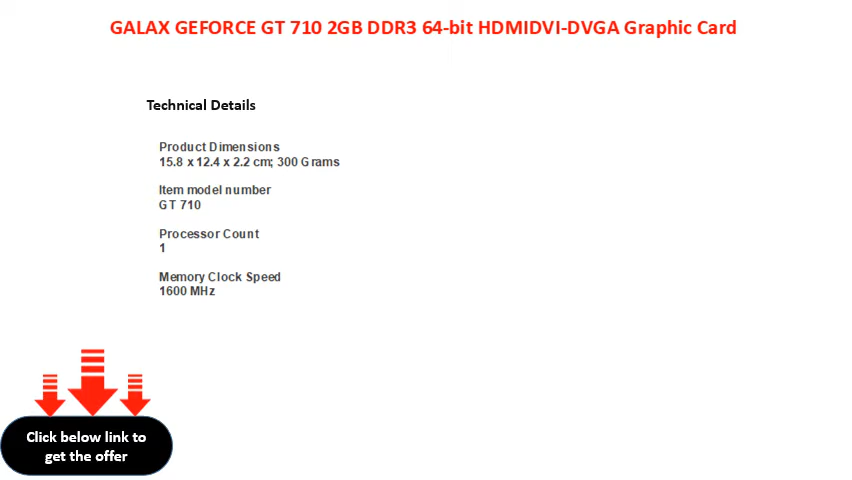 GALAX GEFORCE GT 710 2GB DDR3 64-bit HDMIDVI-DVGA Graphic Card
Technical Details
Product Dimensions
15.8 x 12.4 x 2.2 cm; 300 Grams
Item model number
GT 710
Processor Count
1
Memory Clock Speed
1600 MHz
Click below link to
get the offer